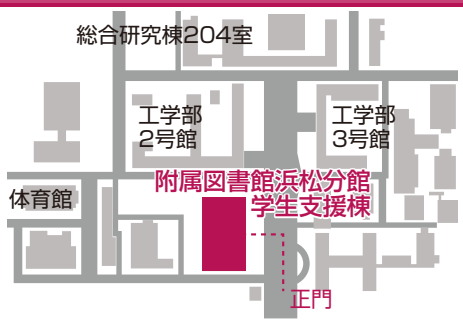 総合研究棟204室
工学部
2号館
工学部
3号館
附属図書館浜松分館
学生支援棟
体育館
正門